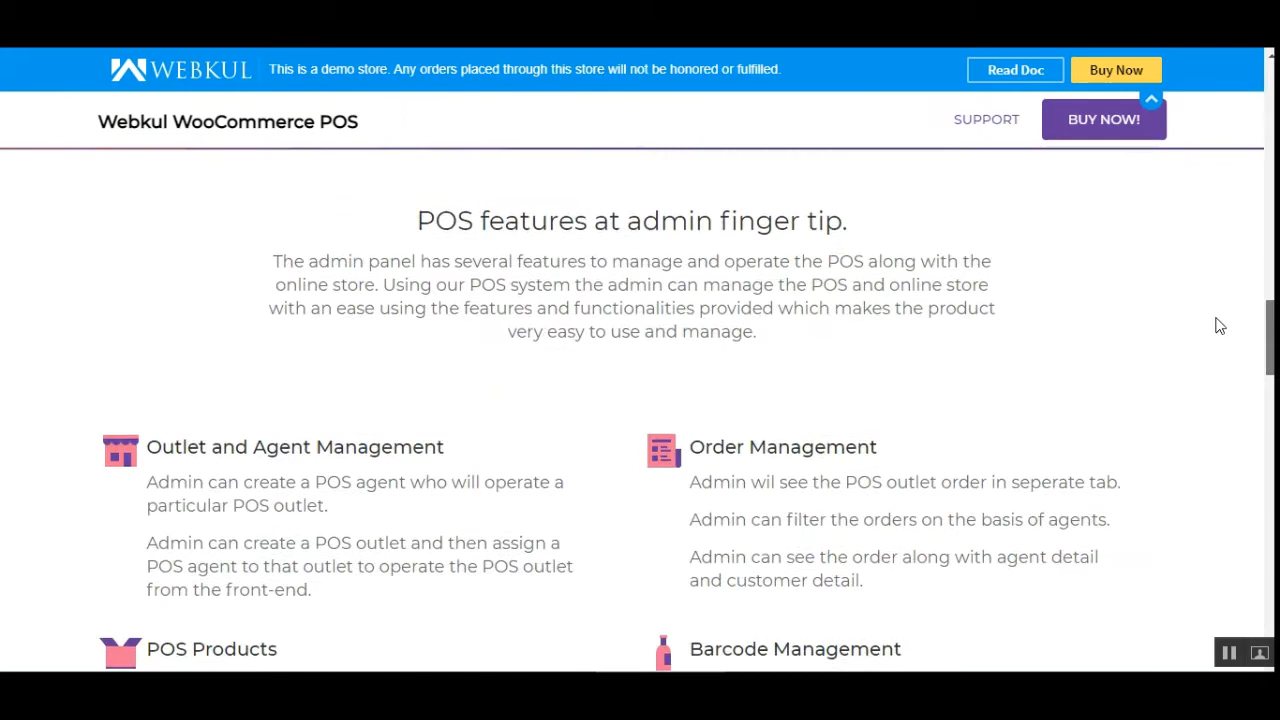 WEBKUL This is a demo store. Any orders placed through this store will not be honored or fulfilled. Read Doc Buy Now
Webkul WooCommerce POS SUPPORT BUY NOW!
POS features at admin finger tip.
The admin panel has several features to manage and operate the POS along with the
online store. Using our POS system the admin can manage the POS and online store
with an ease using the features and functionalities provided which makes the product
very easy to use and manage.
Outlet and Agent Management
Admin can create a POS agent who will operate a
particular POS outlet.
Admin can create a POS outlet and then assign a
POS agent to that outlet to operate the POS outlet
from the front-end.
Order Management
Admin wil see the POS outlet order in seperate tab.
Admin can filter the orders on the basis of agents.
Admin can see the order along with agent detail
and customer detail.
POS Products
Barcode Management